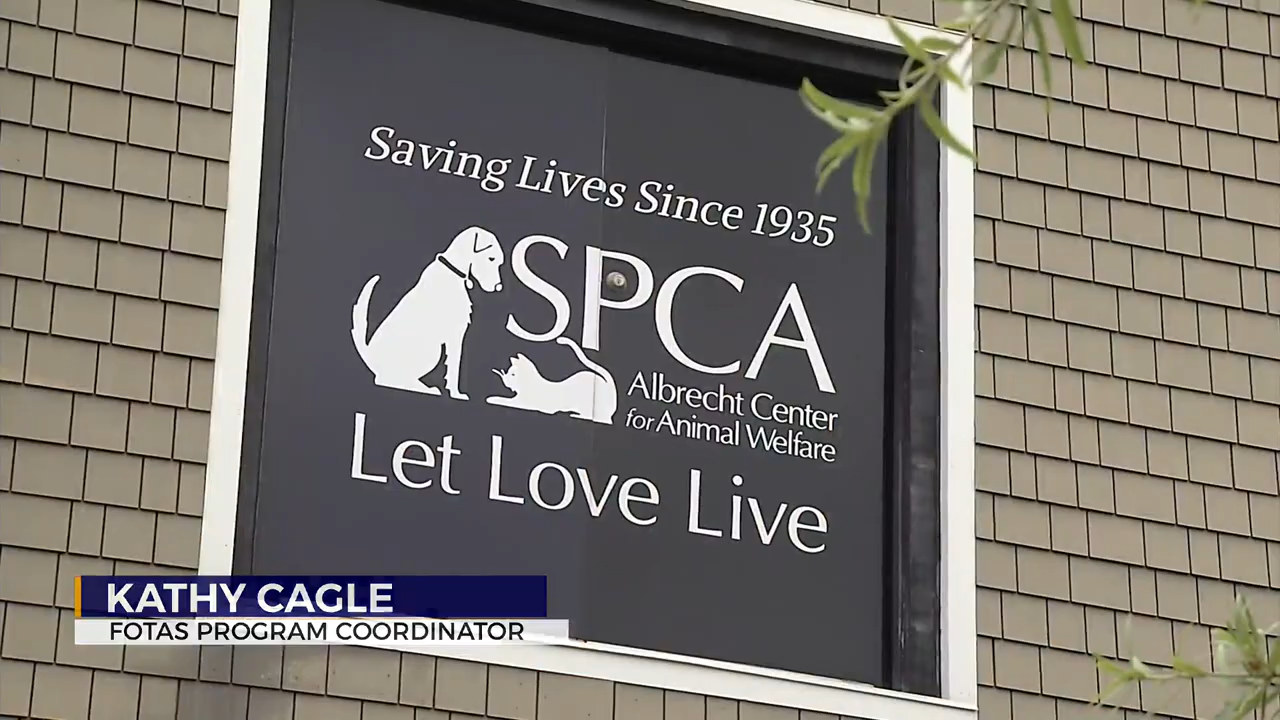 Saving Lives Since 1935
SPCA
Albrecht Center
for Animal Welfare
Let Love Live
KATHY CAGLE
FOTAS PROGRAM COORDINATOR